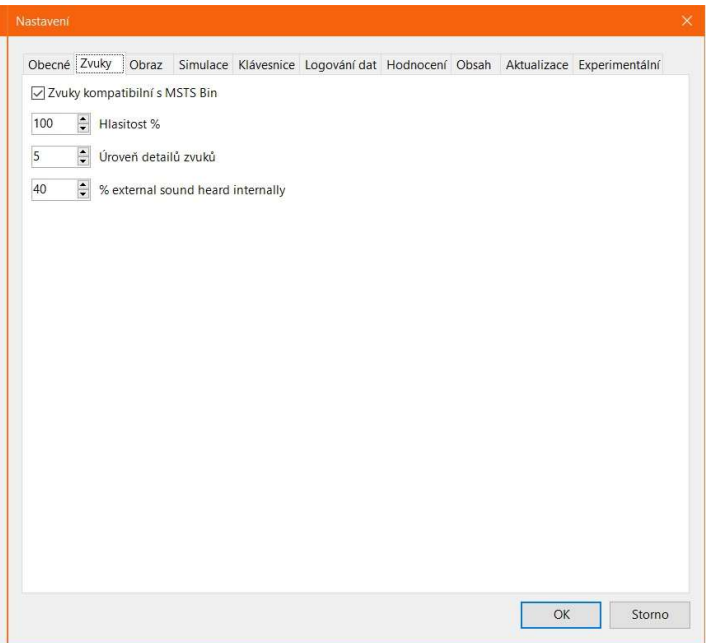 Nastavení
Obecné Zvuky Obraz Simulace Klávesnice Logování dat Hodnocení Obsah Aktualizace Experimentální
Zvuky kompatibilní s MSTS Bin
100 Hlasitost %
5 Úroveň detailů zvuků
40 % external sound heard internally
OK Storno